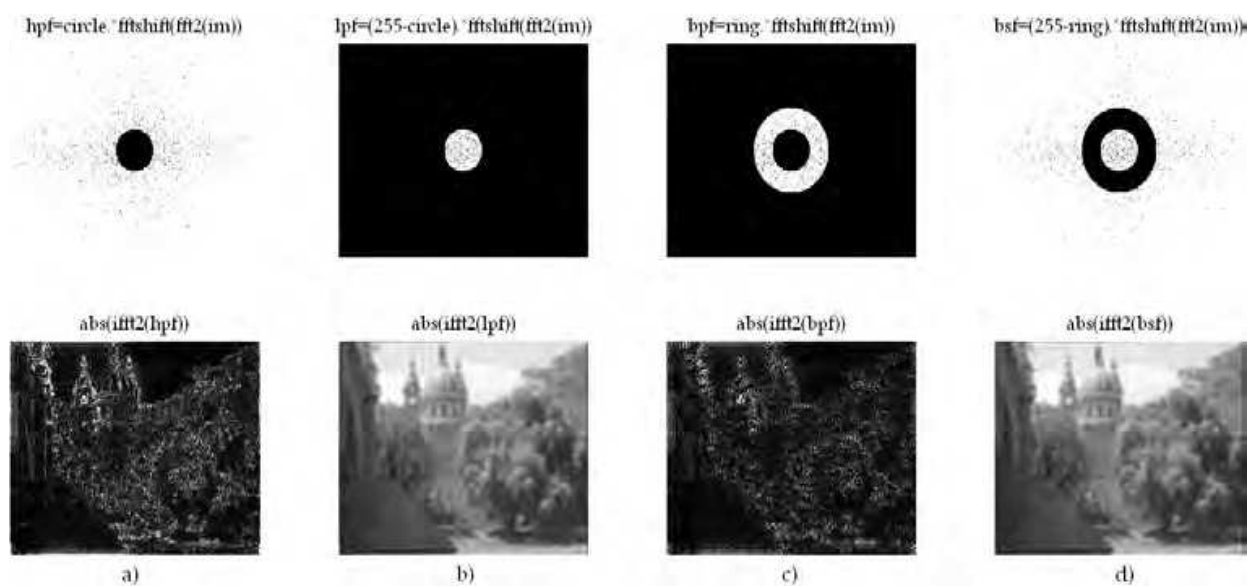 hpf=circle.*fftshift(fft2(im))
lpf=(255-circle).*fftshift(fft2(im))
bpf=ring.*fftshift(fft2(im))
bsf=(255-ring).*fftshift(fft2(im))
abs(ifft2(hpf))
abs(ifft2(lpf))
abs(ifft2(bpf))
abs(ifft2(bsf))
a)
b)
c)
d)